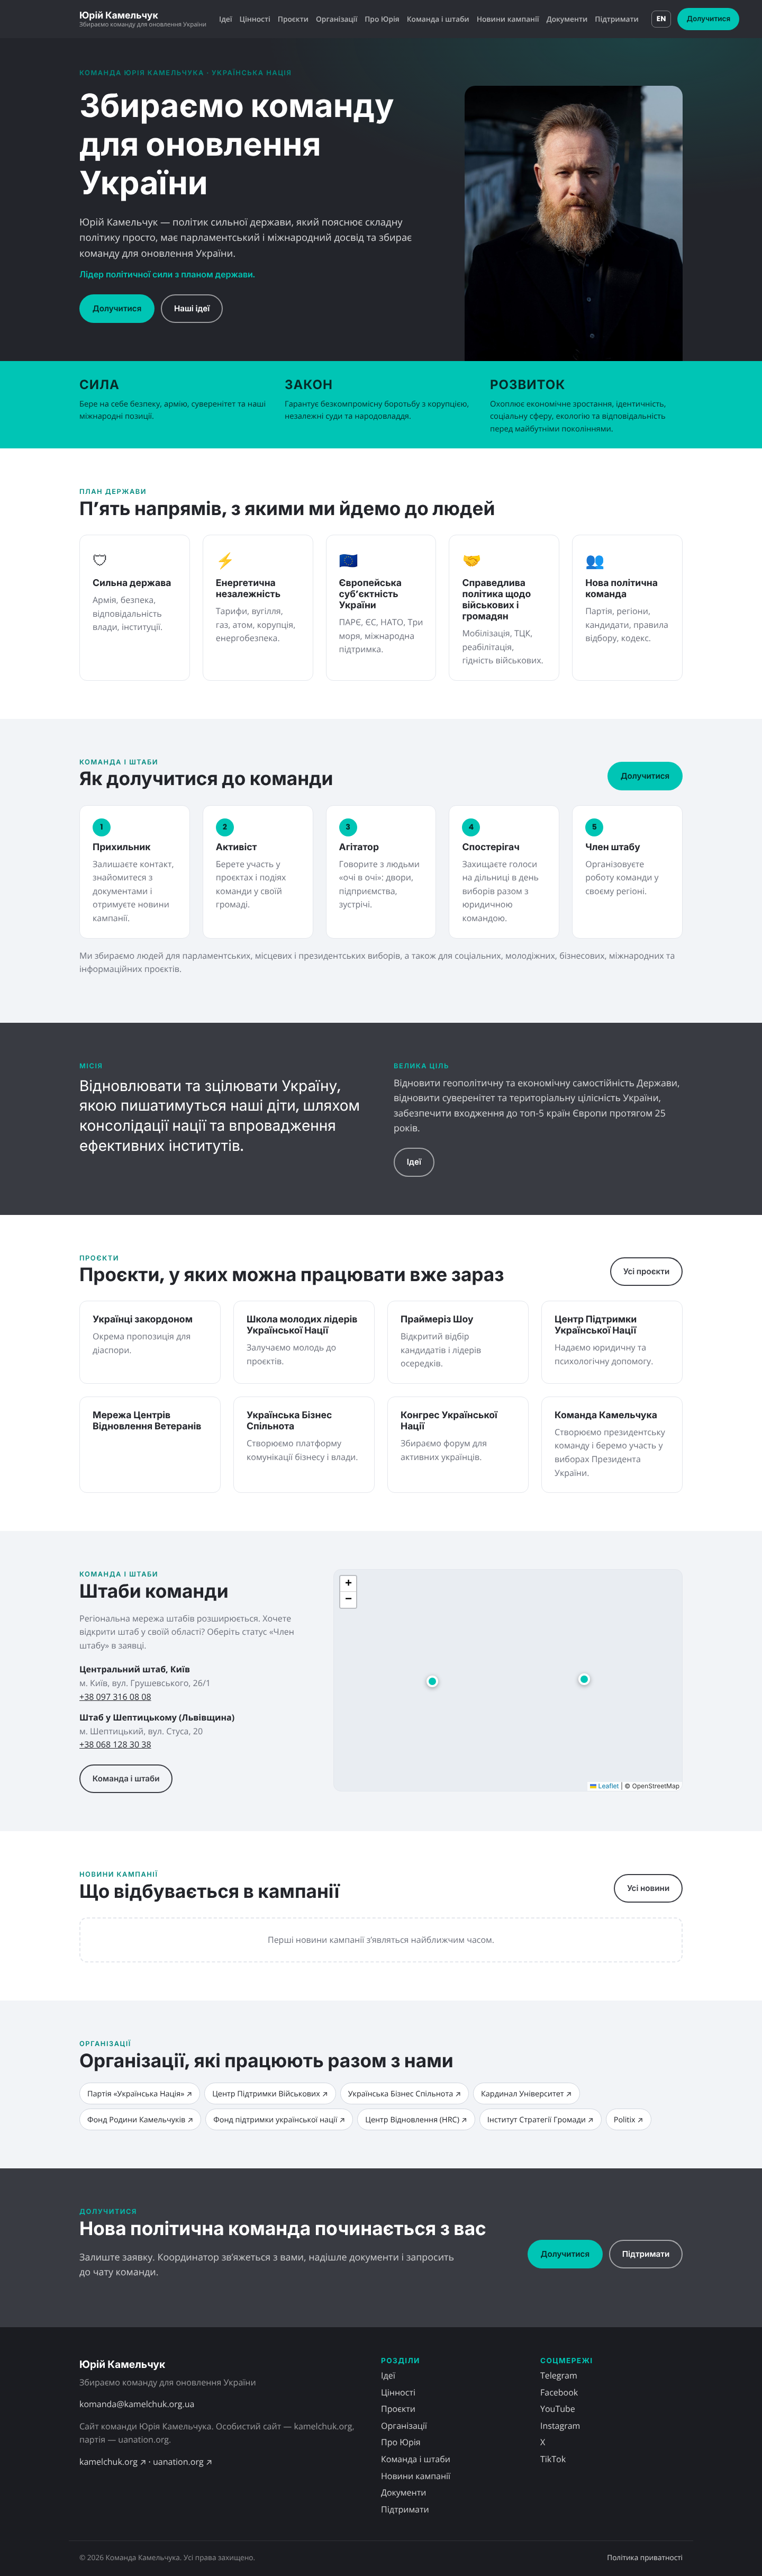 Юрій Камельчук
Збираємо команду для оновлення України
Ідеї Цінності Проєкти Організації Про Юрія Команда і штаби Новини кампанії Документи Підтримати EN Долучитися
КОМАНДА ЮРІЯ КАМЕЛЬЧУКА · УКРАЇНСЬКА НАЦІЯ
Збираємо команду
для оновлення
України
Юрій Камельчук — політик сильної держави, який пояснює складну
політику просто, має парламентський і міжнародний досвід та збирає
команду для оновлення України.
Лідер політичної сили з планом держави.
Долучитися Наші ідеї
СИЛА
Бере на себе безпеку, армію, суверенітет та наші
міжнародні позиції.
ЗАКОН
Гарантує безкомпромісну боротьбу з корупцією,
незалежні суди та народовладдя.
РОЗВИТОК
Охоплює економічне зростання, ідентичність,
соціальну сферу, екологію та відповідальність
перед майбутніми поколіннями.
ПЛАН ДЕРЖАВИ
П’ять напрямів, з якими ми йдемо до людей
Сильна держава
Армія, безпека,
відповідальність
влади, інституції.
Енергетична
незалежність
Тарифи, вугілля,
газ, атом, корупція,
енергобезпека.
Європейська
суб’єктність
України
ПАРЄ, ЄС, НАТО, Три
моря, міжнародна
підтримка.
Справедлива
політика щодо
військових і
громадян
Мобілізація, ТЦК,
реабілітація,
гідність військових.
Нова політична
команда
Партія, регіони,
кандидати, правила
відбору, кодекс.
КОМАНДА І ШТАБИ
Як долучитися до команди
Долучитися
1
Прихильник
Залишаєте контакт,
знайомитеся з
документами і
отримуєте новини
кампанії.
2
Активіст
Берете участь у
проєктах і подіях
команди у своїй
громаді.
3
Агітатор
Говорите з людьми
«очі в очі»: двори,
підприємства,
зустрічі.
4
Спостерігач
Захищаєте голоси
на дільниці в день
виборів разом з
юридичною
командою.
5
Член штабу
Організовуєте
роботу команди у
своєму регіоні.
Ми збираємо людей для парламентських, місцевих і президентських виборів, а також для соціальних, молодіжних, бізнесових, міжнародних та
інформаційних проєктів.
МІСІЯ
Відновлювати та зцілювати Україну,
якою пишатимуться наші діти, шляхом
консолідації нації та впровадження
ефективних інститутів.
ВЕЛИКА ЦІЛЬ
Відновити геополітичну та економічну самостійність Держави,
відновити суверенітет та територіальну цілісність України,
забезпечити входження до топ-5 країн Європи протягом 25
років.
Ідеї
ПРОЄКТИ
Проєкти, у яких можна працювати вже зараз
Усі проєкти
Українці закордоном
Окрема пропозиція для
діаспори.
Школа молодих лідерів
Української Нації
Залучаємо молодь до
проєктів.
Праймеріз Шоу
Відкритий відбір
кандидатів і лідерів
осередків.
Центр Підтримки
Української Нації
Надаємо юридичну та
психологічну допомогу.
Мережа Центрів
Відновлення Ветеранів
Українська Бізнес
Спільнота
Створюємо платформу
комунікації бізнесу і влади.
Конгрес Української
Нації
Збираємо форум для
активних українців.
Команда Камельчука
Створюємо президентську
команду і беремо участь у
виборах Президента
України.
КОМАНДА І ШТАБИ
Штаби команди
Регіональна мережа штабів розширюється. Хочете
відкрити штаб у своїй області? Оберіть статус «Член
штабу» в заявці.
Центральний штаб, Київ
м. Київ, вул. Грушевського, 26/1
+38 097 316 08 08
Штаб у Шептицькому (Львівщина)
м. Шептицький, вул. Стуса, 20
+38 068 128 30 38
Команда і штаби
+
−
Leaflet | © OpenStreetMap
НОВИНИ КАМПАНІЇ
Що відбувається в кампанії
Усі новини
Перші новини кампанії з’являться найближчим часом.
ОРГАНІЗАЦІЇ
Організації, які працюють разом з нами
Партія «Українська Нація» ↗ Центр Підтримки Військових ↗ Українська Бізнес Спільнота ↗ Кардинал Університет ↗
Фонд Родини Камельчуків ↗ Фонд підтримки української нації ↗ Центр Відновлення (HRC) ↗ Інститут Стратегії Громади ↗ Politix ↗
ДОЛУЧИТИСЯ
Нова політична команда починається з вас
Залиште заявку. Координатор зв’яжеться з вами, надішле документи і запросить
до чату команди.
Долучитися Підтримати
Юрій Камельчук
Збираємо команду для оновлення України
komanda@kamelchuk.org.ua
Сайт команди Юрія Камельчука. Особистий сайт — kamelchuk.org,
партія — uanation.org.
kamelchuk.org ↗ · uanation.org ↗
РОЗДІЛИ
Ідеї
Цінності
Проєкти
Організації
Про Юрія
Команда і штаби
Новини кампанії
Документи
Підтримати
СОЦМЕРЕЖІ
Telegram
Facebook
YouTube
Instagram
X
TikTok
© 2026 Команда Камельчука. Усі права захищено.
Політика приватності